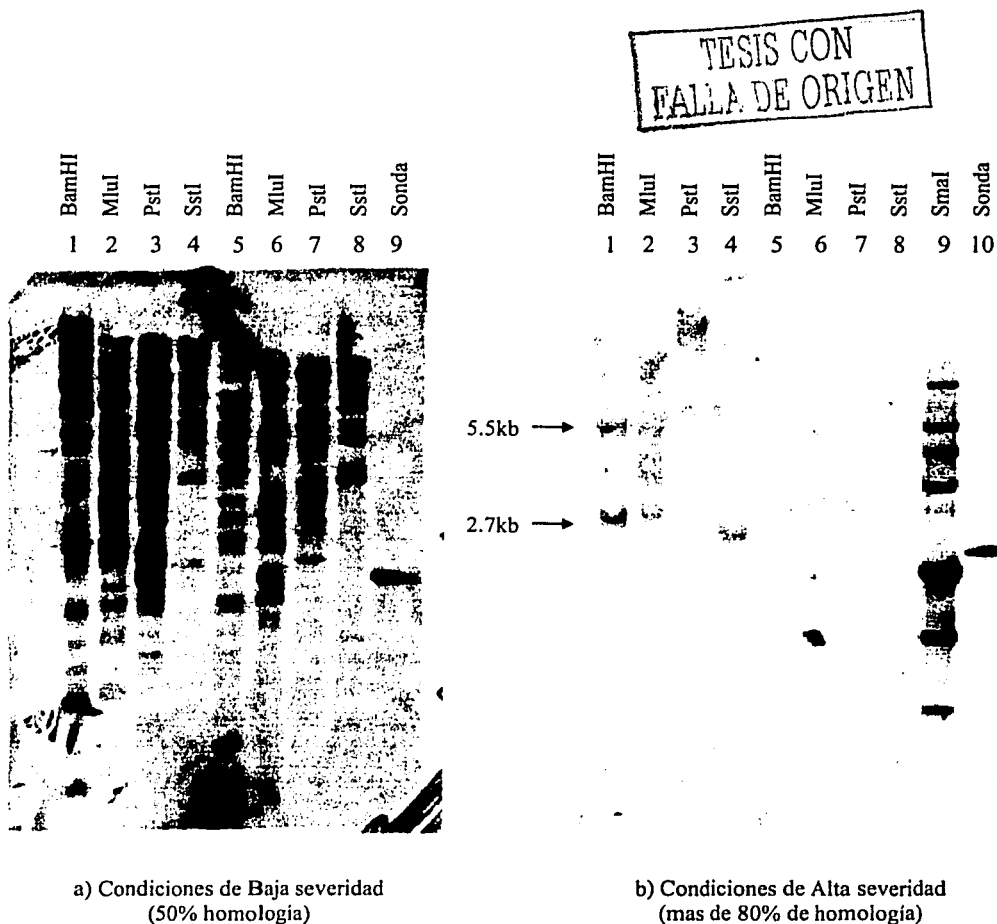 TESIS CON
FALLA DE ORIGEN
BamHI MluI PstI SstI BamHI MluI PstI SstI Sonda
1 2 3 4 5 6 7 8 9
BamHI MluI PstI SstI BamHI MluI PstI SstI SmaI Sonda
1 2 3 4 5 6 7 8 9 10
5.5kb
2.7kb
a) Condiciones de Baja severidad
(50% homología)
b) Condiciones de Alta severidad
(mas de 80% de homología)